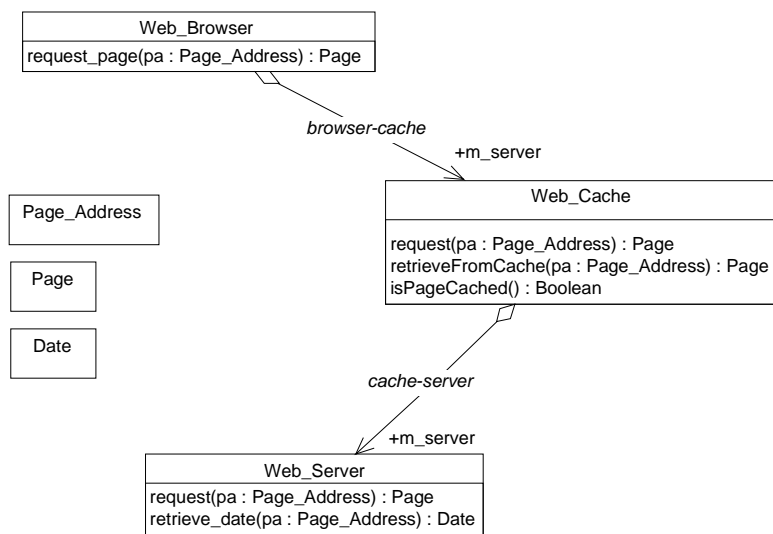 Web_Browser
request_page(pa : Page_Address) : Page
browser-cache
+m_server
Web_Cache
request(pa : Page_Address) : Page
retrieveFromCache(pa : Page_Address) : Page
isPageCached() : Boolean
Page_Address
Page
Date
cache-server
+m_server
Web_Server
request(pa : Page_Address) : Page
retrieve_date(pa : Page_Address) : Date